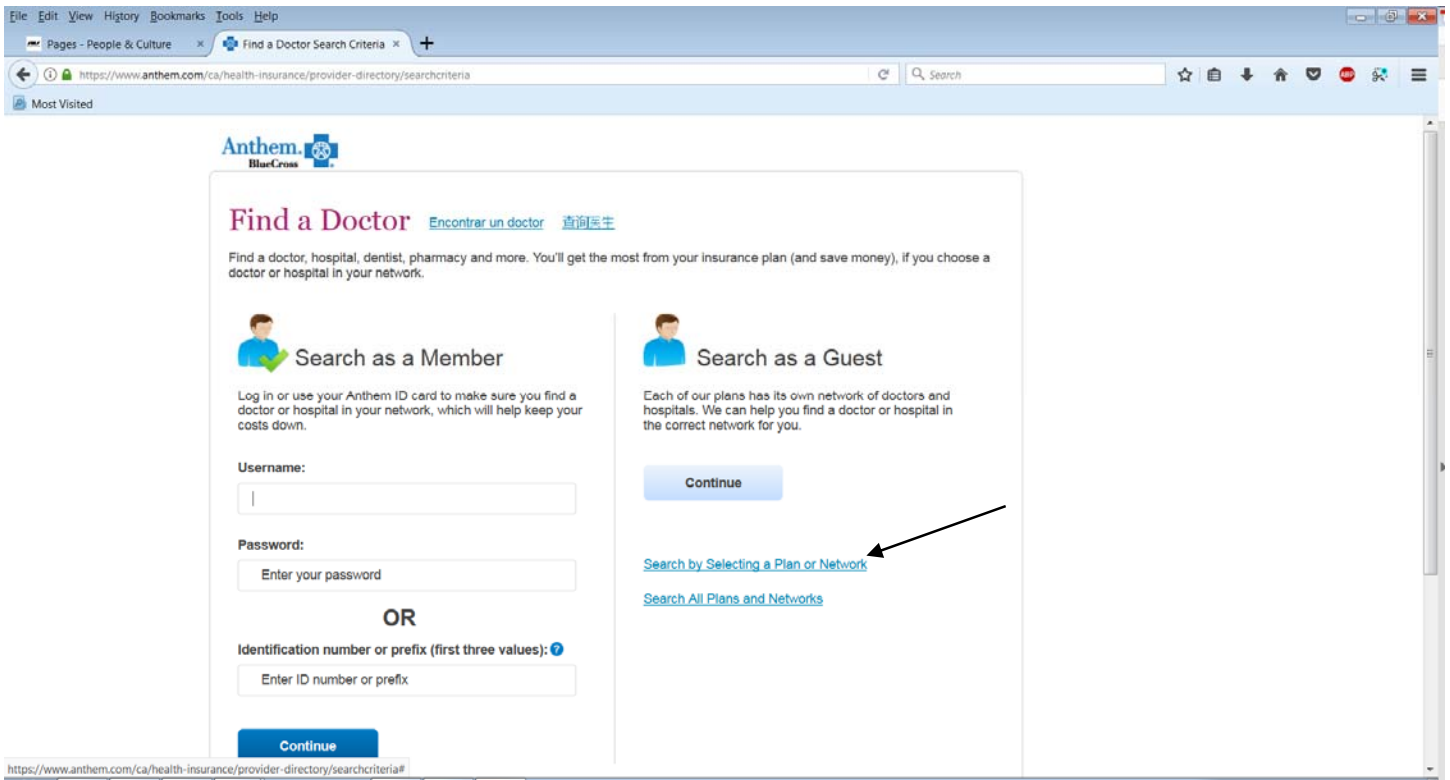 File Edit View History Bookmarks Tools Help
Pages - People & Culture × Find a Doctor Search Criteria × +
https://www.anthem.com/ca/health-insurance/provider-directory/searchcriteria
Search
ABP
Most Visited
Anthem.
BlueCross
Find a Doctor Encontrar un doctor 查询医生
Find a doctor, hospital, dentist, pharmacy and more. You'll get the most from your insurance plan (and save money), if you choose a
doctor or hospital in your network.
Search as a Member
Log in or use your Anthem ID card to make sure you find a
doctor or hospital in your network, which will help keep your
costs down.
Username:
Password:
Enter your password
OR
Identification number or prefix (first three values): ?
Enter ID number or prefix
Continue
Search as a Guest
Each of our plans has its own network of doctors and
hospitals. We can help you find a doctor or hospital in
the correct network for you.
Continue
Search by Selecting a Plan or Network
Search All Plans and Networks
https://www.anthem.com/ca/health-insurance/provider-directory/searchcriteria#